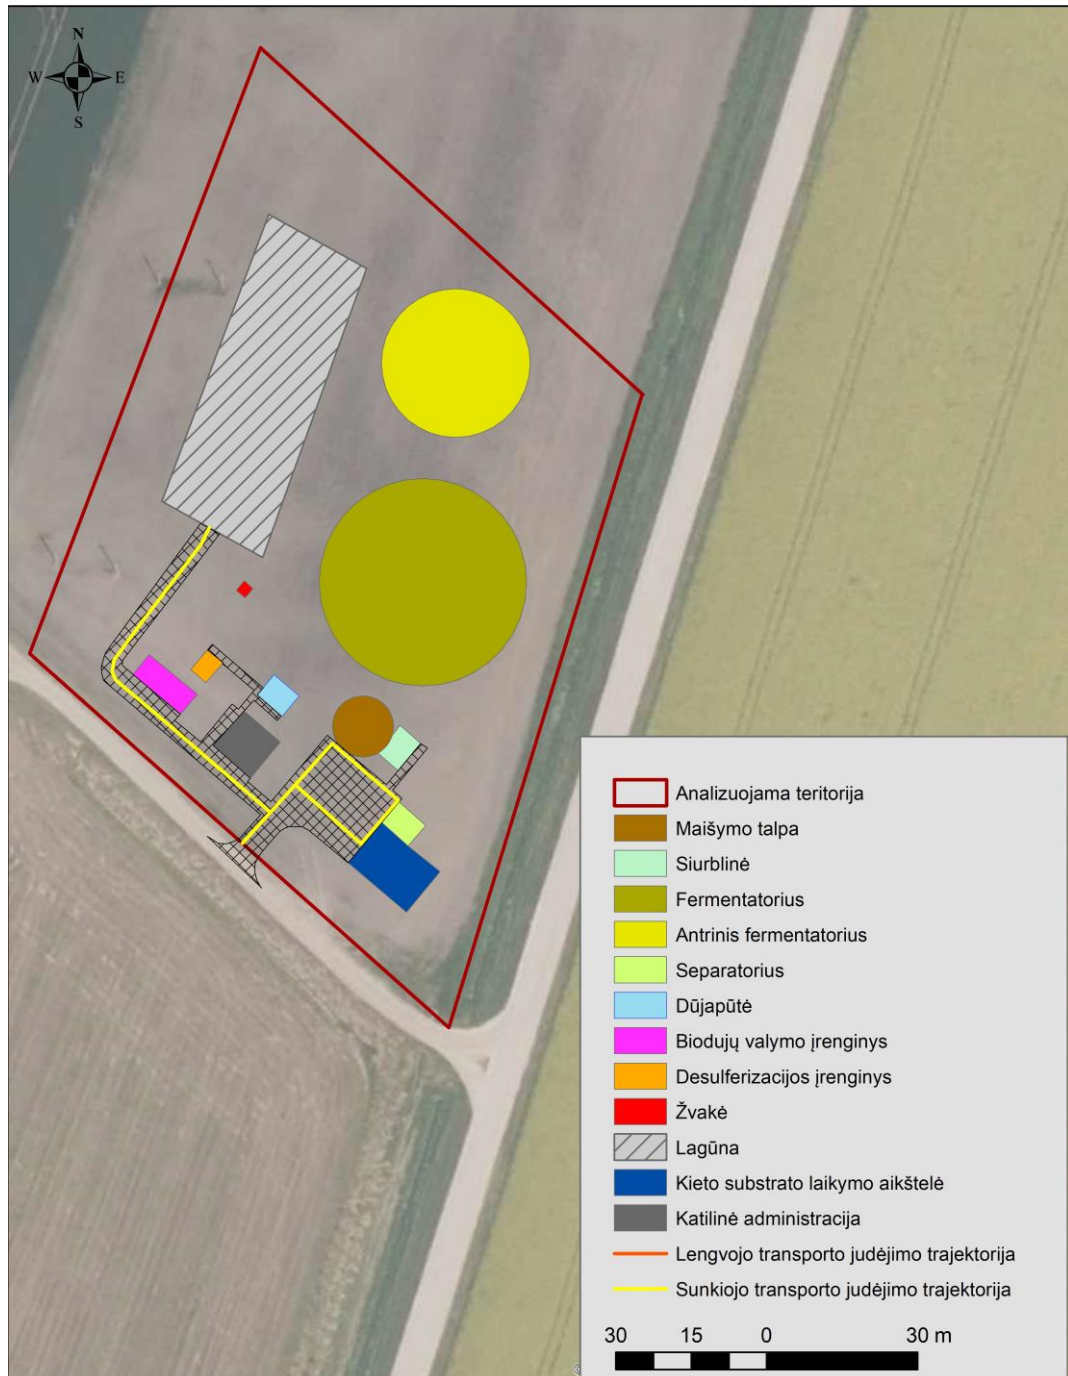 N
W E
S
Analizuojama teritorija
Maišymo talpa
Siurblinė
Fermentatorius
Antrinis fermentatorius
Separatorius
Dūjapūtė
Biodujų valymo įrenginys
Desulferizacijos įrenginys
Žvakė
Lagūna
Kieto substrato laikymo aikštelė
Katilinė administracija
Lengvojo transporto judėjimo trajektorija
Sunkiojo transporto judėjimo trajektorija
30 15 0 30 m